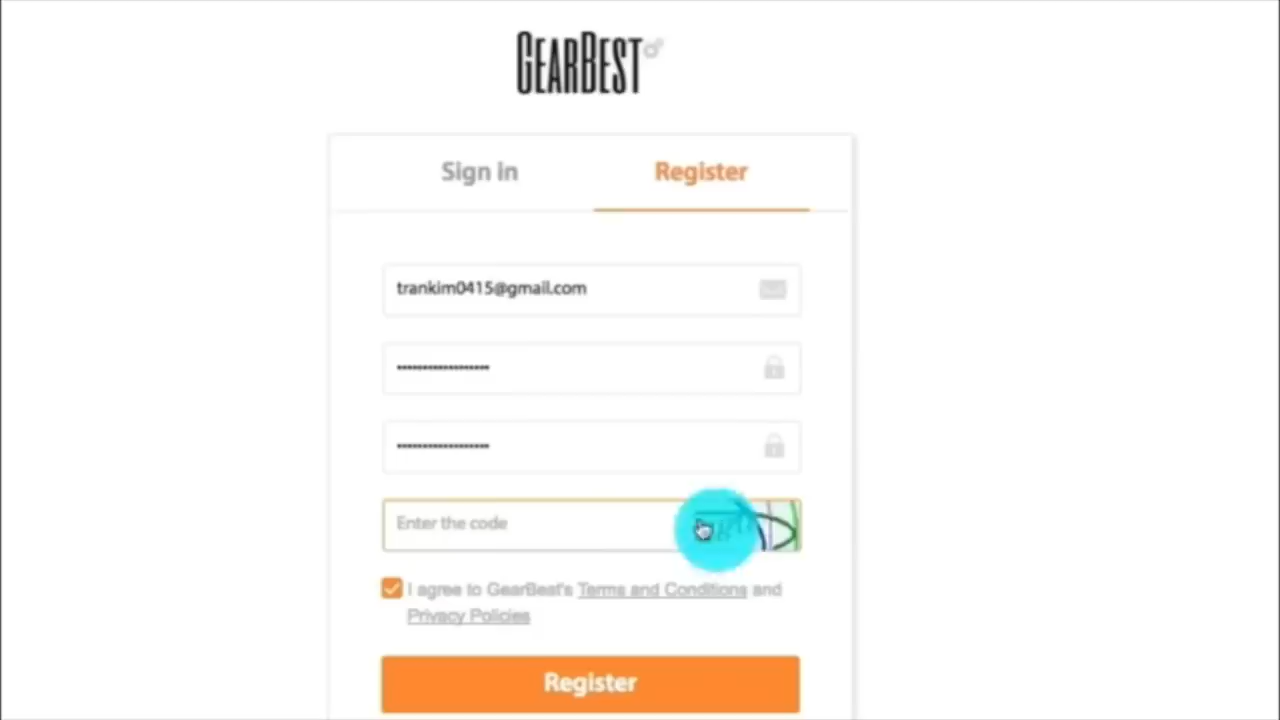 GEARBEST
Sign in
Register
trankim0415@gmail.com
••••••••••••••••••
••••••••••••••••••
Enter the code
I agree to GearBest's Terms and Conditions and
Privacy Policies
Register